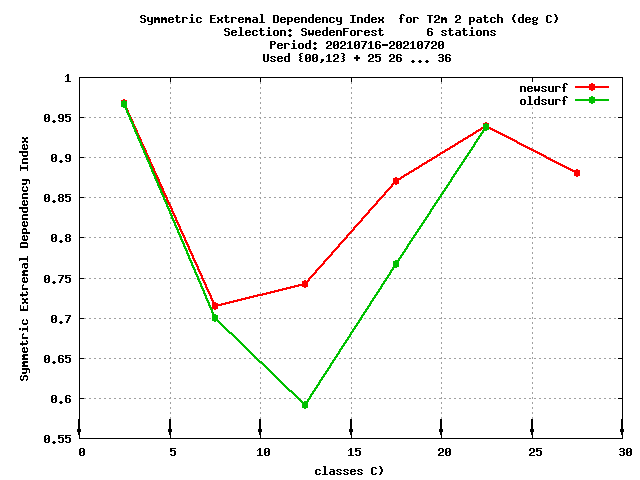 Symmetric Extremal Dependency Index  for T2m 2 patch (deg C)
Selection: SwedenForest      6 stations
Period: 20210716-20210720
Used {00,12} + 25 26 ... 36
newsurf
oldsurf
Symmetric Extremal Dependency Index
1
0.95
0.9
0.85
0.8
0.75
0.7
0.65
0.6
0.55
0 5 10 15 20 25 30
classes C)